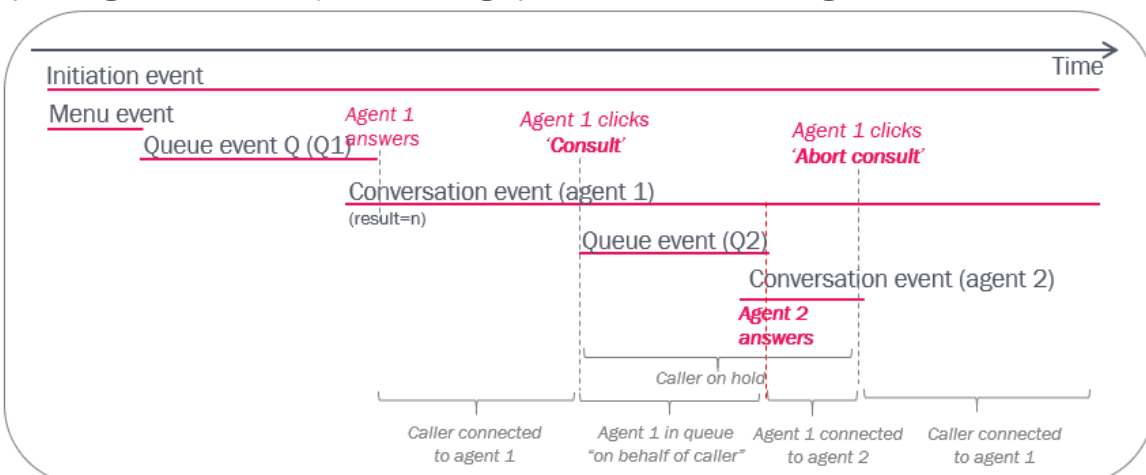 Time
Initiation event
Menu event
Agent 1
answers
Agent 1 clicks
'Consult'
Agent 1 clicks
'Abort consult'
Queue event Q (Q1)
Conversation event (agent 1)
(result=n)
Queue event (Q2)
Conversation event (agent 2)
Agent 2
answers
Caller on hold
Caller connected
to agent 1
Agent 1 in queue
"on behalf of caller"
Agent 1 connected
to agent 2
Caller connected
to agent 1